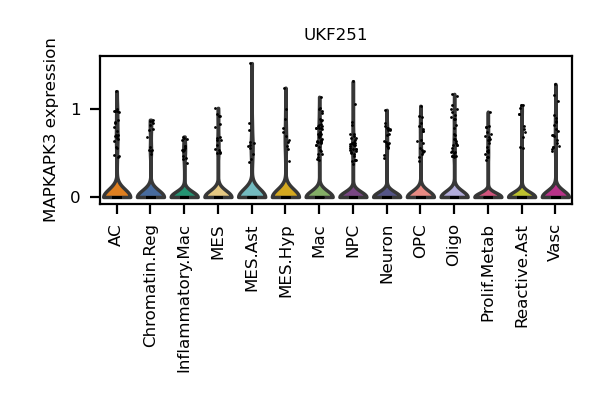 UKF251
MAPKAPK3 expression
1
0
AC
Chromatin.Reg
Inflammatory.Mac
MES
MES.Ast
MES.Hyp
Mac
NPC
Neuron
OPC
Oligo
Prolif.Metab
Reactive.Ast
Vasc